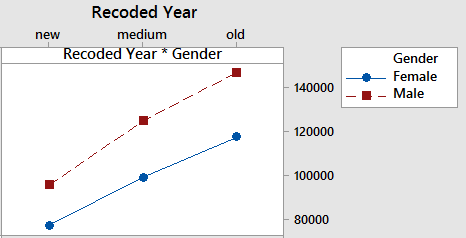 Recoded Year
new medium old
Recoded Year * Gender
Gender
Female
Male
140000
120000
100000
80000